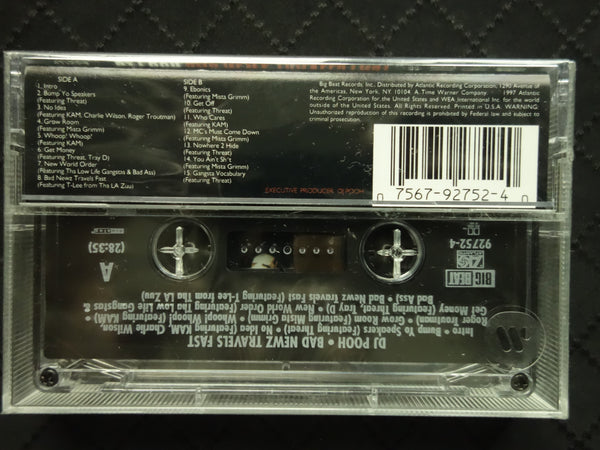 SIDE A
1. Intro
2. Bump Yo Speakers
(Featuring Threat)
3. No Idea
(Featuring KAM, Charlie Wilson, Roger Troutman)
4. Grow Room
(Featuring Mista Grimm)
5. Whoop! Whoop!
(Featuring KAM)
6. Get Money
(Featuring Threat, Tray D)
7. New World Order
(Featuring Tha Low Life Gangstas & Bad Ass)
8. Bad Newz Travels Fast
(Featuring T-Lee from Tha LA Zuu)
SIDE B
9. Ebonics
(Featuring Mista Grimm)
10. Get Off
(Featuring Threat)
11. Who Cares
(Featuring KAM)
12. MC's Must Come Down
(Featuring Mista Grimm)
13. Nowhere 2 Hide
(Featuring Threat)
14. You Ain't Sh*t
(Featuring Mista Grimm)
15. Gangsta Vocabulary
(Featuring Threat)
Big Beat Records, Inc., Distributed by Atlantic Recording Corporation, 1290 Avenue of
the Americas, New York, NY 10104. A Time Warner Company. 1997 Atlantic
Recording Corporation for the United States and WEA International Inc. for the world
outside of the United States. All Rights Reserved. Printed in U.S.A. WARNING:
Unauthorized reproduction of this recording is prohibited by Federal law and subject to
criminal prosecution.
EXECUTIVE PRODUCER: DJ POOH
0 7567-92752-4
DJ POOH • BAD NEWZ TRAVELS FAST
Intro • Bump Yo Speakers (Featuring Threat) • No Idea (Featuring KAM, Charlie Wilson,
Roger Troutman) • Grow Room (Featuring Mista Grimm) • Whoop! Whoop! (Featuring KAM)
Get Money (Featuring Threat, Tray D) • New World Order (Featuring Tha Low Life Gangstas &
Bad Ass) • Bad Newz Travels Fast (Featuring T-Lee from Tha LA Zuu)
BIG BEAT
92752-4
A
(28:35)